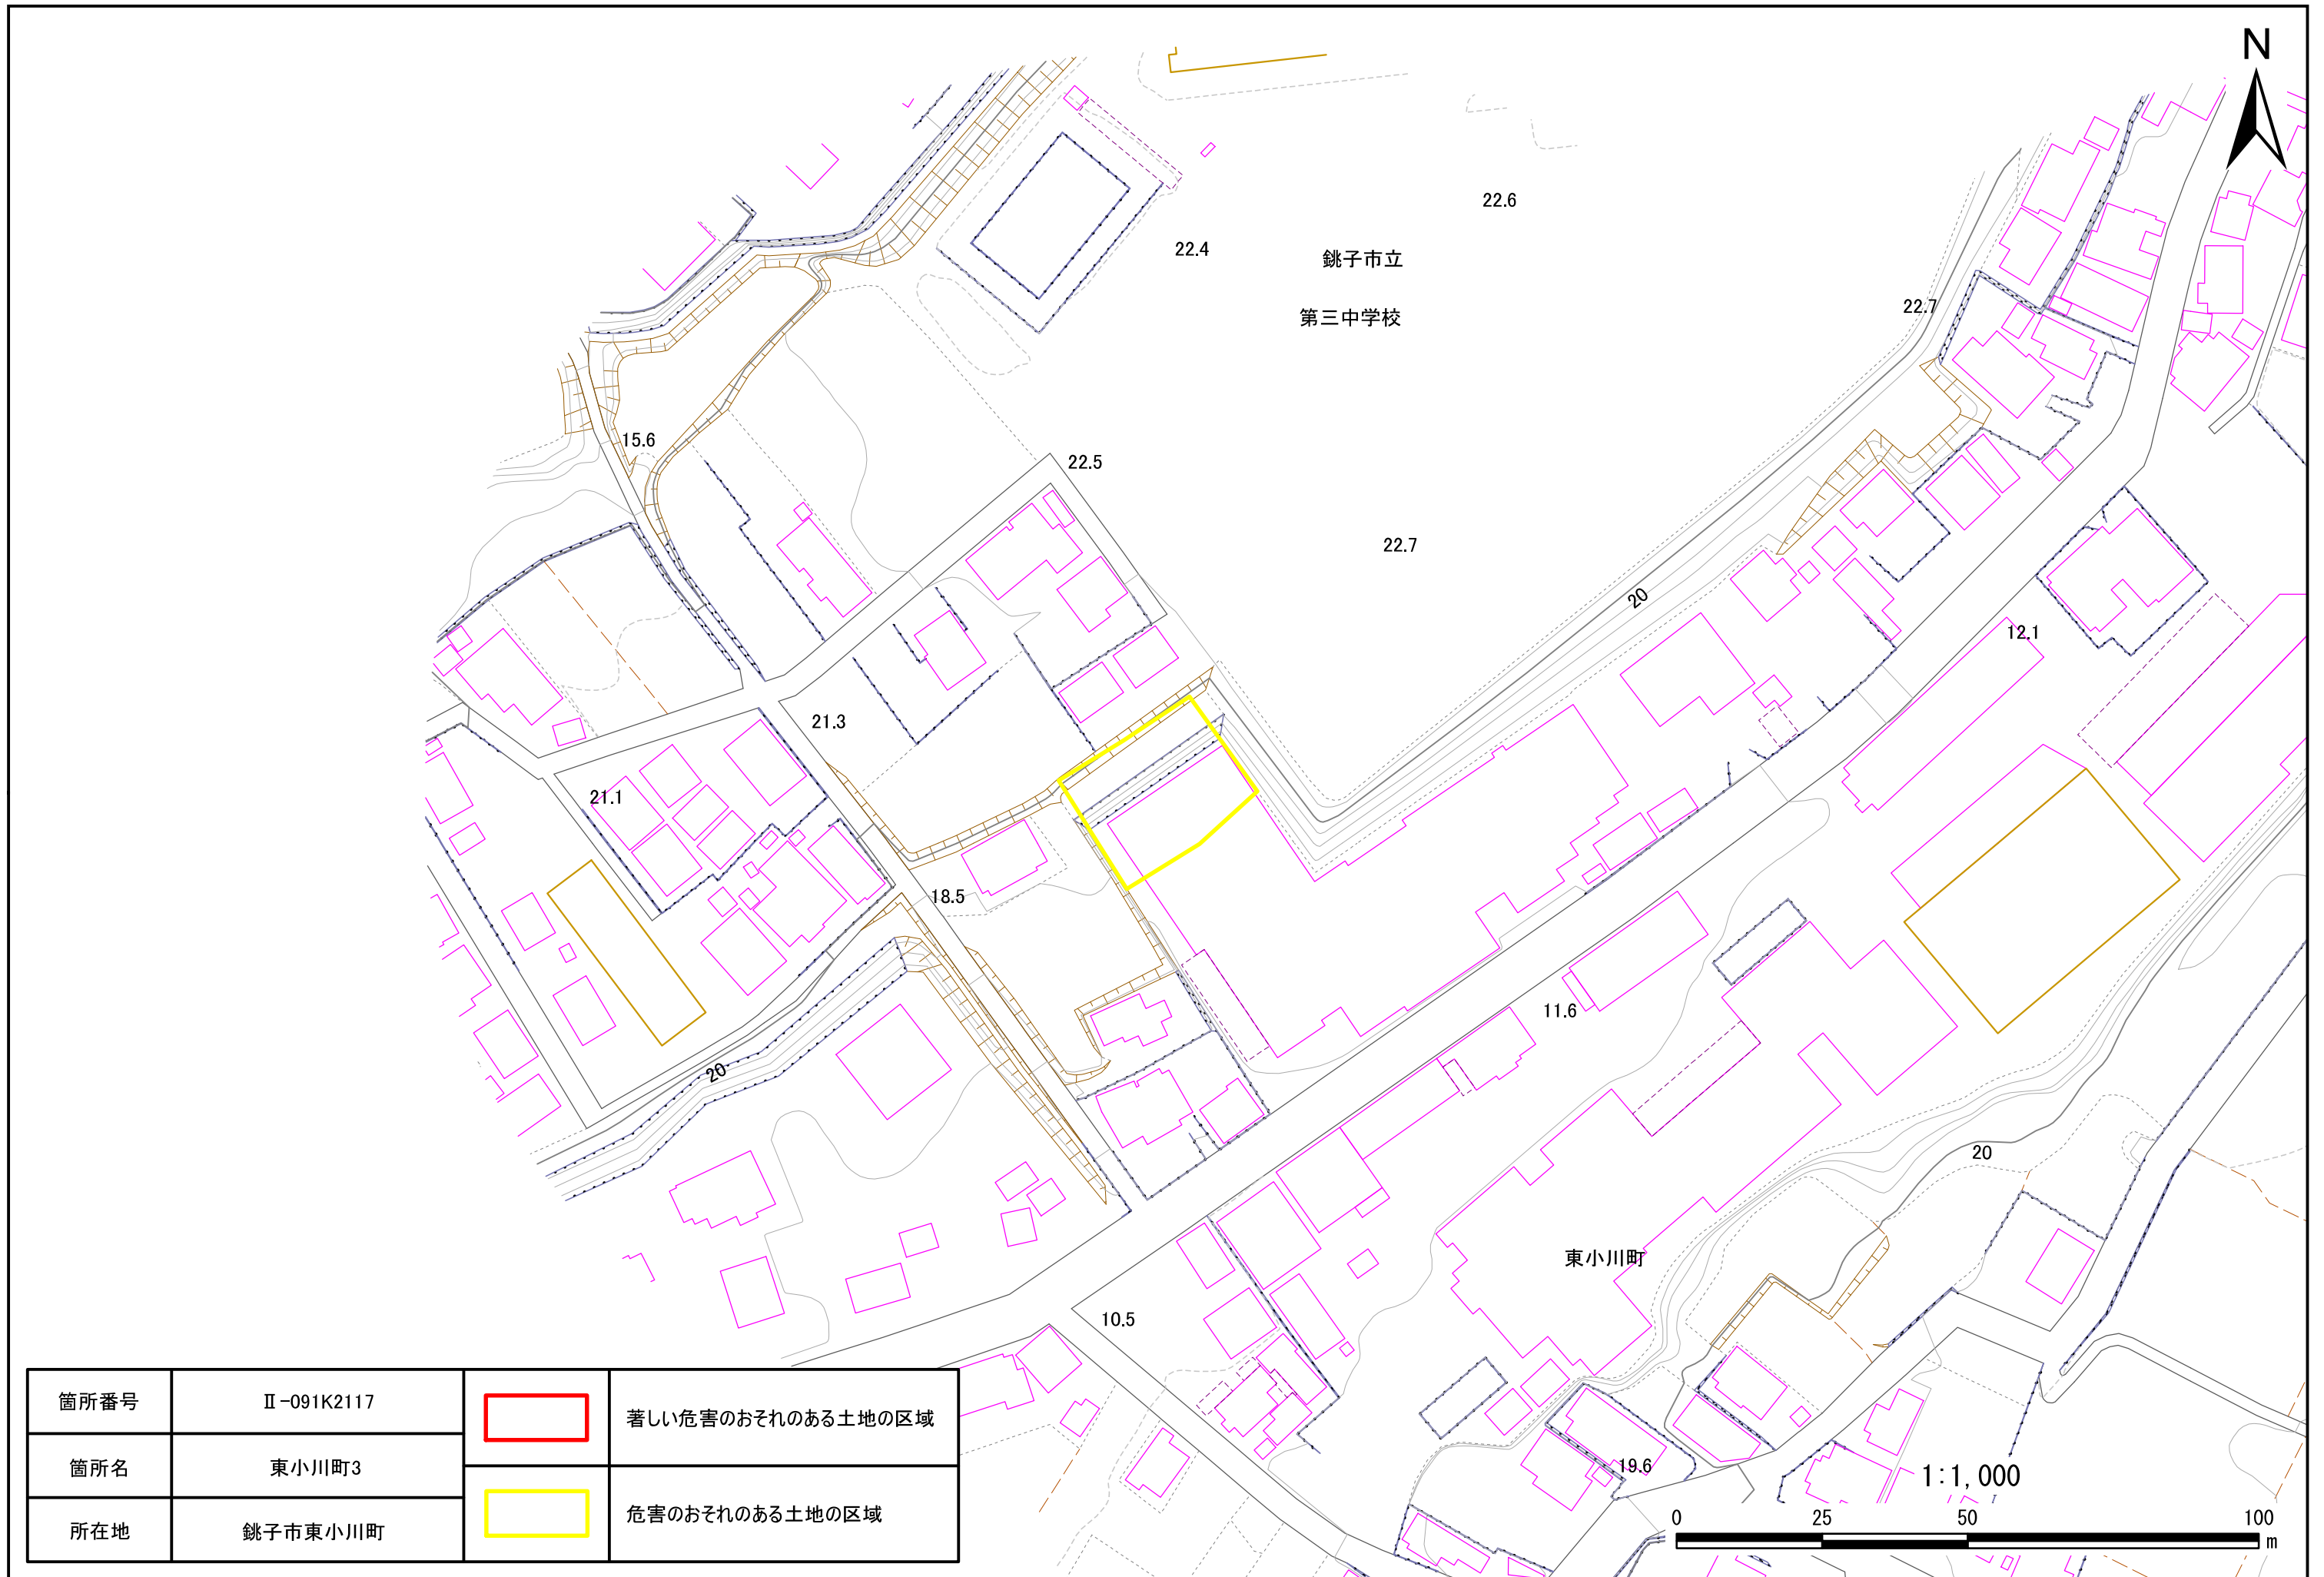 N
22.6
22.4
銚子市立
22.7
第三中学校
15.6
22.5
22.7
20
12.1
21.3
21.1
18.5
11.6
20
20
東小川町
10.5
19.6
1:1,000
0 25 50 100
m
箇所番号 Ⅱ-091K2117
箇所名 東小川町3
所在地 銚子市東小川町
著しい危害のおそれのある土地の区域
危害のおそれのある土地の区域